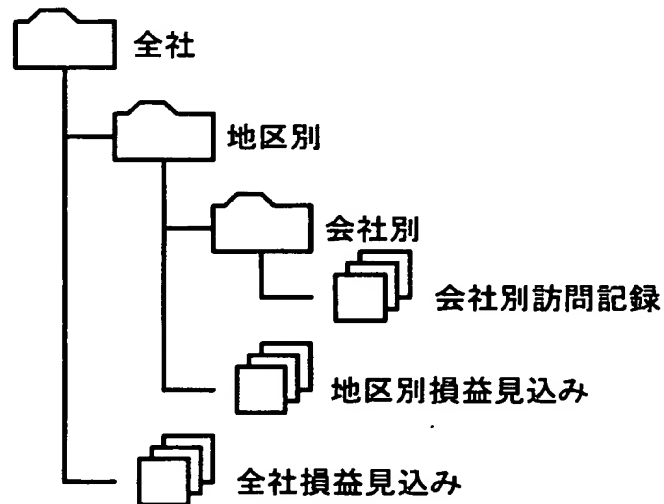 全社
地区別
会社別
会社別訪問記録
地区別損益見込み
全社損益見込み